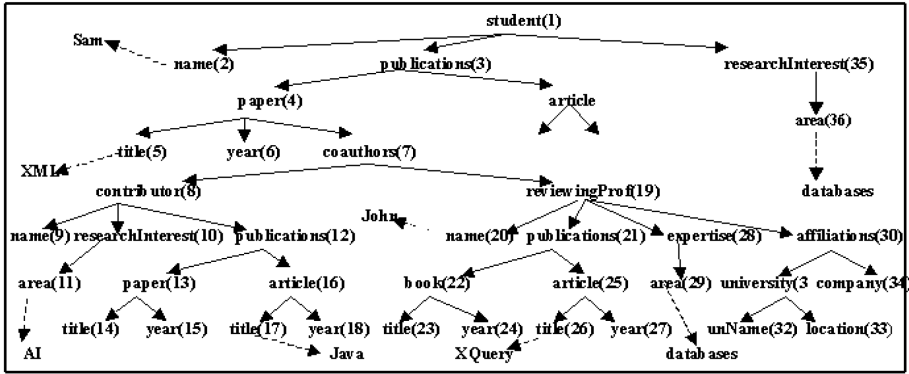 student(1)
Sam
name(2) publications(3) researchInterest(35)
paper(4) article
area(36)
title(5) year(6) coauthors(7)
XML
contributor(8) reviewingProf(19) databases
John
name(9) researchInterest(10) publications(12) name(20) publications(21) expertise(28) affiliations(30)
area(11) paper(13) article(16) book(22) article(25) area(29) university(3 company(34)
title(14) year(15) title(17) year(18) title(23) year(24) title(26) year(27) unName(32) location(33)
AI Java XQuery databases